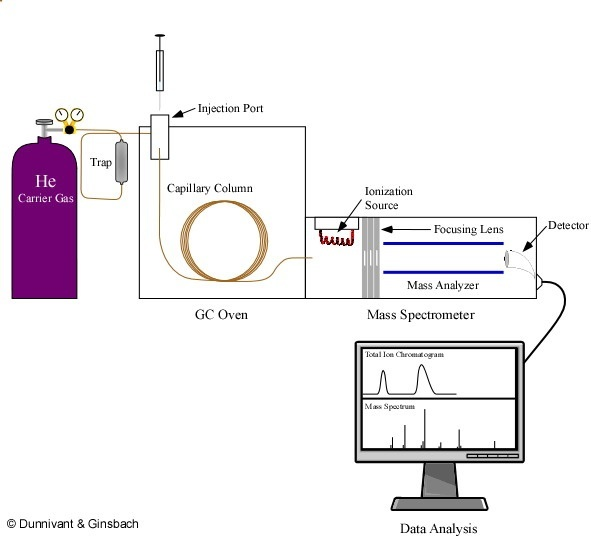 Injection Port
He
Carrier Gas
Trap
Capillary Column
Ionization
Source
Focusing Lens
Detector
Mass Analyzer
GC Oven
Mass Spectrometer
Total Ion Chromatogram
Mass Spectrum
Data Analysis
© Dunnivant & Ginsbach